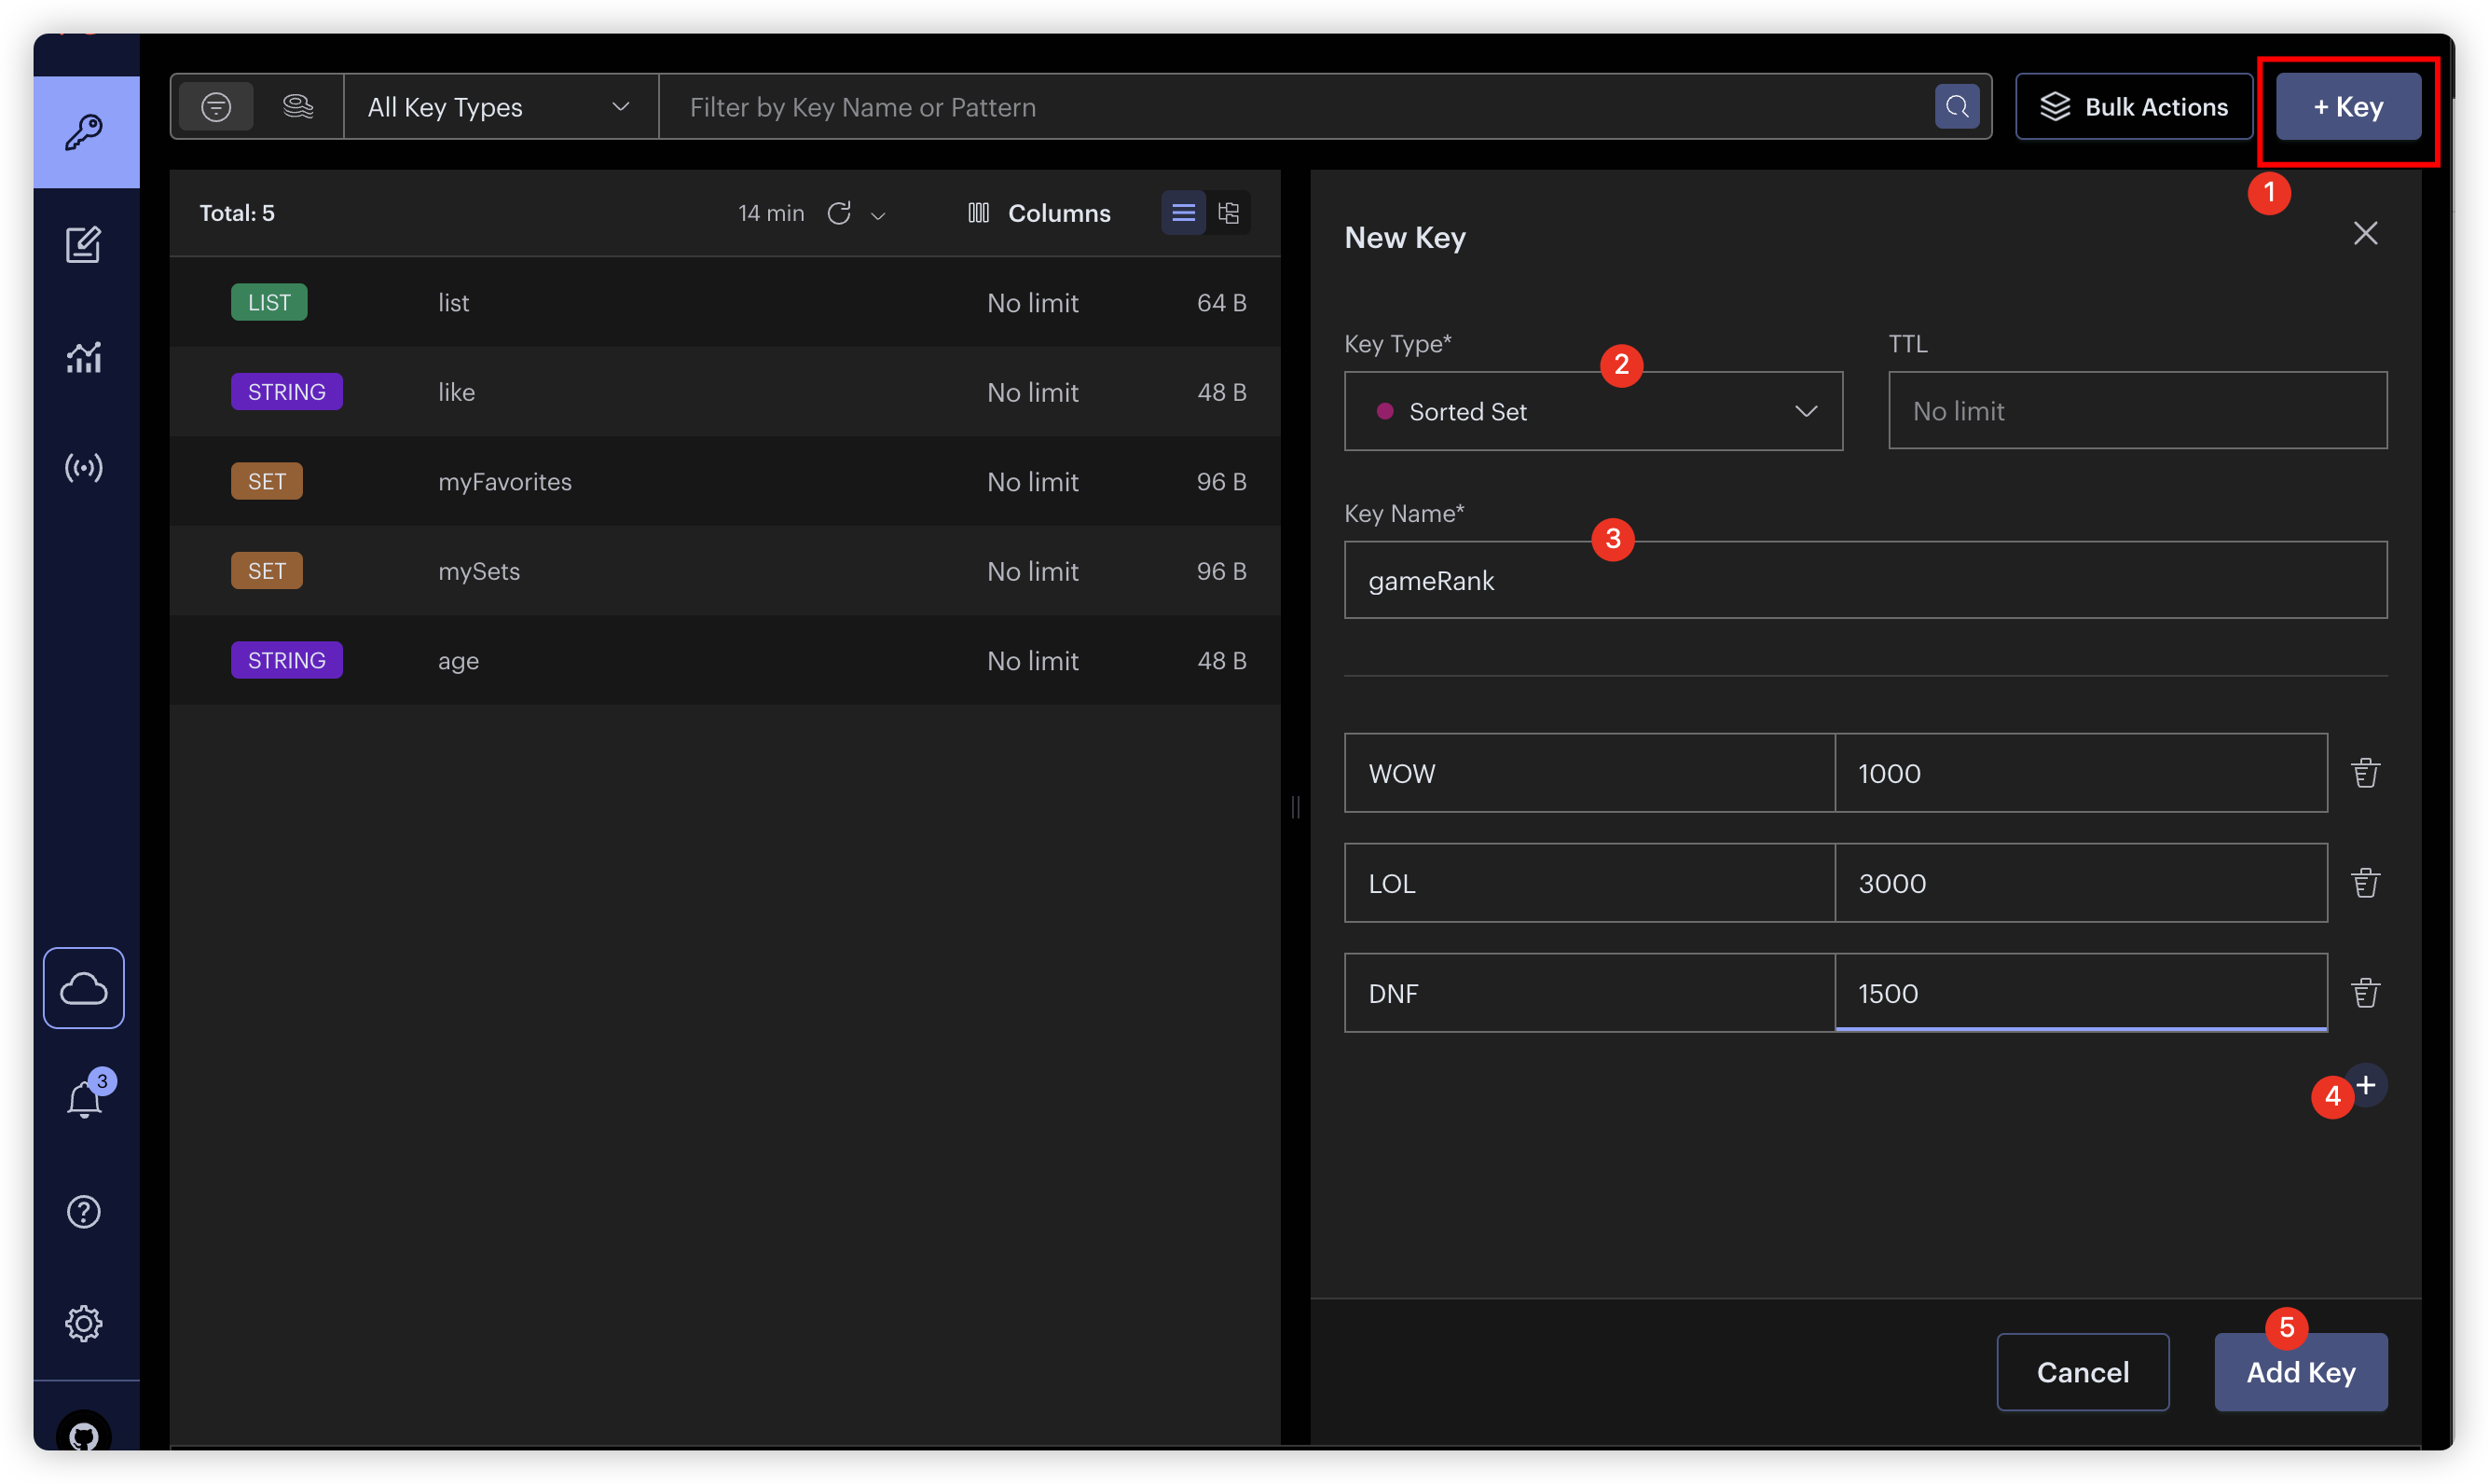 All Key Types
Filter by Key Name or Pattern
Bulk Actions
+ Key
1
Total: 5
14 min
Columns
LIST list No limit 64 B
STRING like No limit 48 B
SET myFavorites No limit 96 B
SET mySets No limit 96 B
STRING age No limit 48 B
New Key
Key Type*
2
TTL
Sorted Set
No limit
Key Name*
3
gameRank
WOW 1000
LOL 3000
DNF 1500
4 +
3
5
Cancel
Add Key